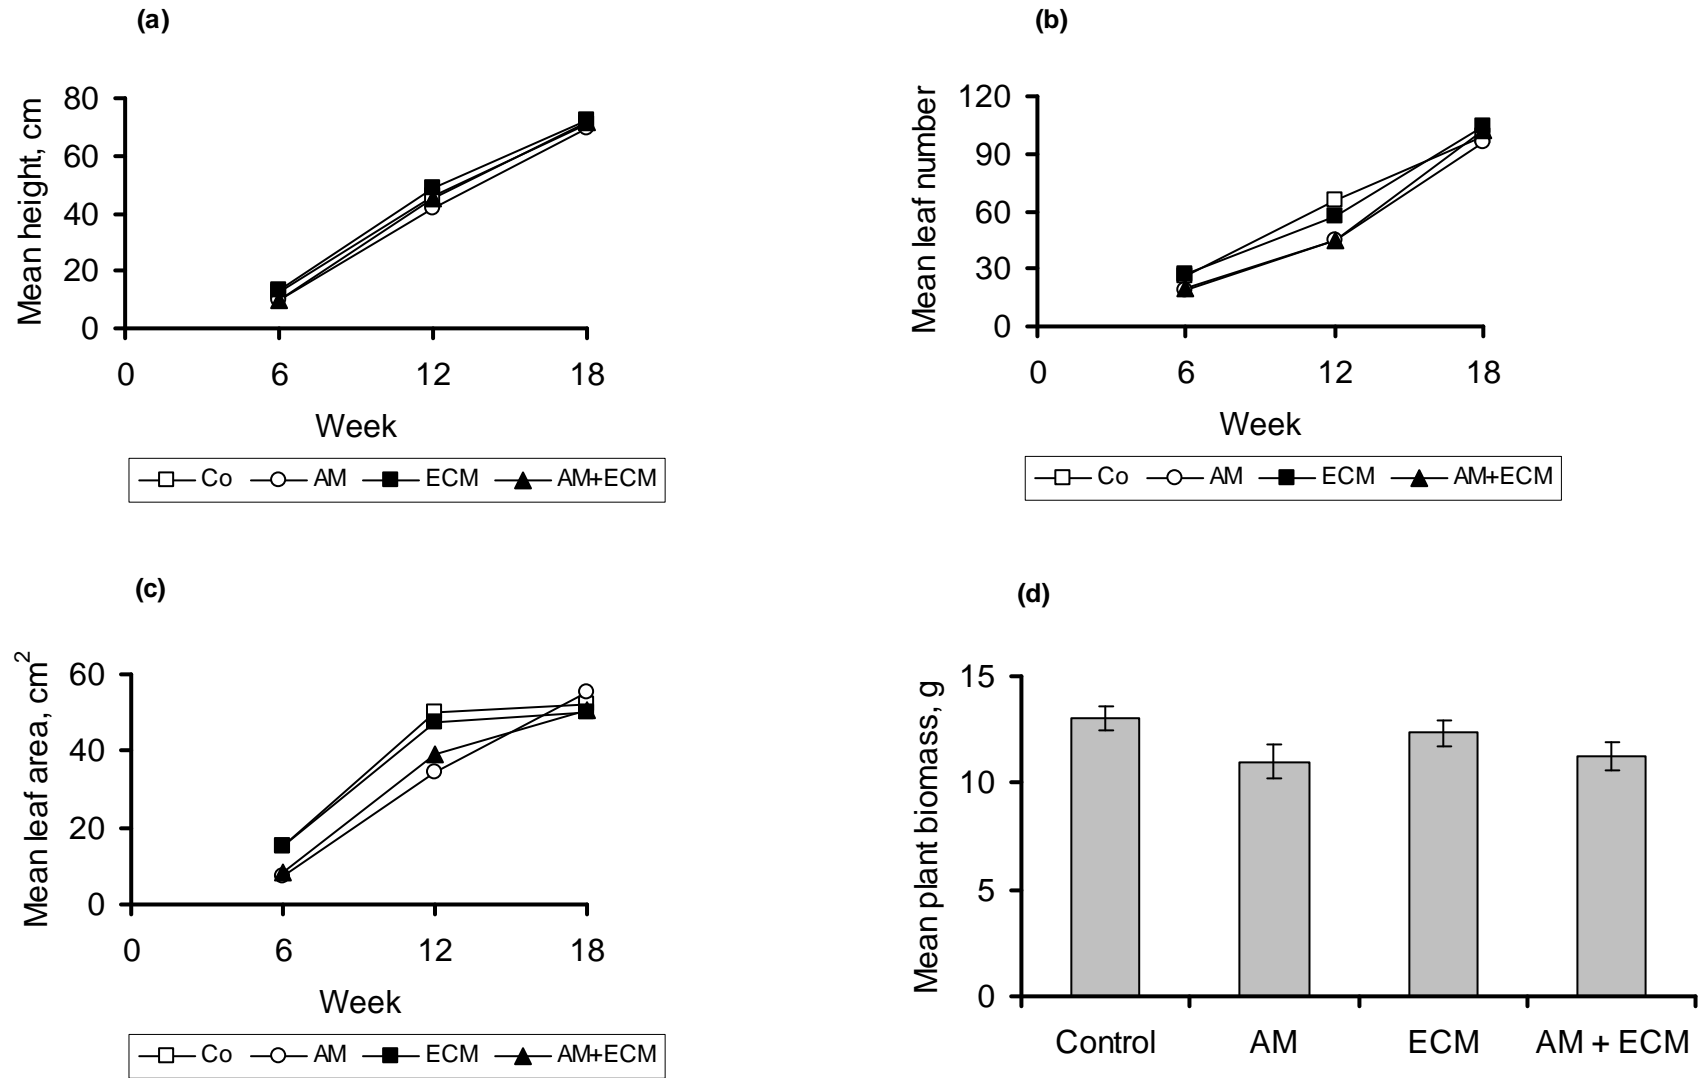 (a)
Mean height, cm
80
60
40
20
0
0 6 12 18
Week
Co AM ECM AM+ECM
(b)
Mean leaf number
120
90
60
30
0
0 6 12 18
Week
Co AM ECM AM+ECM
(c)
Mean leaf area, cm²
60
40
20
0
0 6 12 18
Week
Co AM ECM AM+ECM
(d)
Mean plant biomass, g
15
10
5
0
Control AM ECM AM + ECM